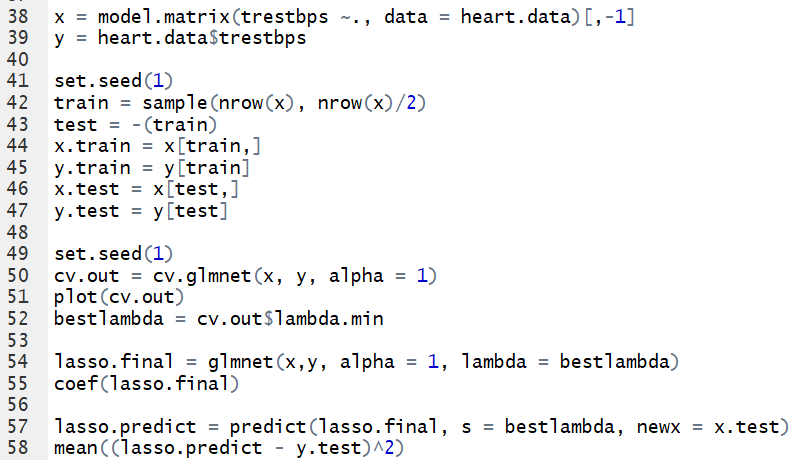 38 x = model.matrix(trestbps ~., data = heart.data)[,-1]
39 y = heart.data$trestbps
40
41 set.seed(1)
42 train = sample(nrow(x), nrow(x)/2)
43 test = -(train)
44 x.train = x[train,]
45 y.train = y[train]
46 x.test = x[test,]
47 y.test = y[test]
48
49 set.seed(1)
50 cv.out = cv.glmnet(x, y, alpha = 1)
51 plot(cv.out)
52 bestlambda = cv.out$lambda.min
53
54 lasso.final = glmnet(x,y, alpha = 1, lambda = bestlambda)
55 coef(lasso.final)
56
57 lasso.predict = predict(lasso.final, s = bestlambda, newx = x.test)
58 mean((lasso.predict - y.test)^2)